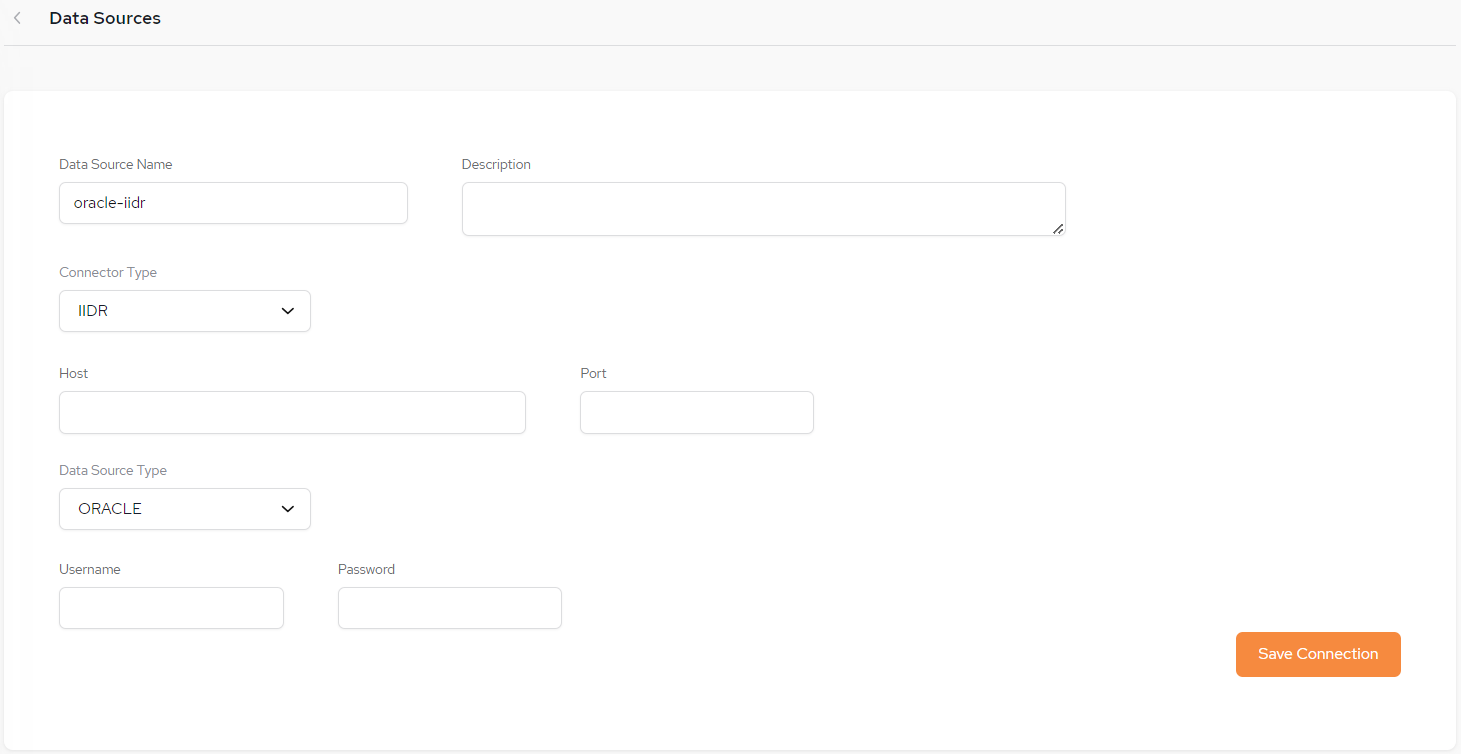 Data Sources
Data Source Name
Description
oracle-iidr
Connector Type
IIDR
Host
Port
Data Source Type
ORACLE
Username
Password
Save Connection